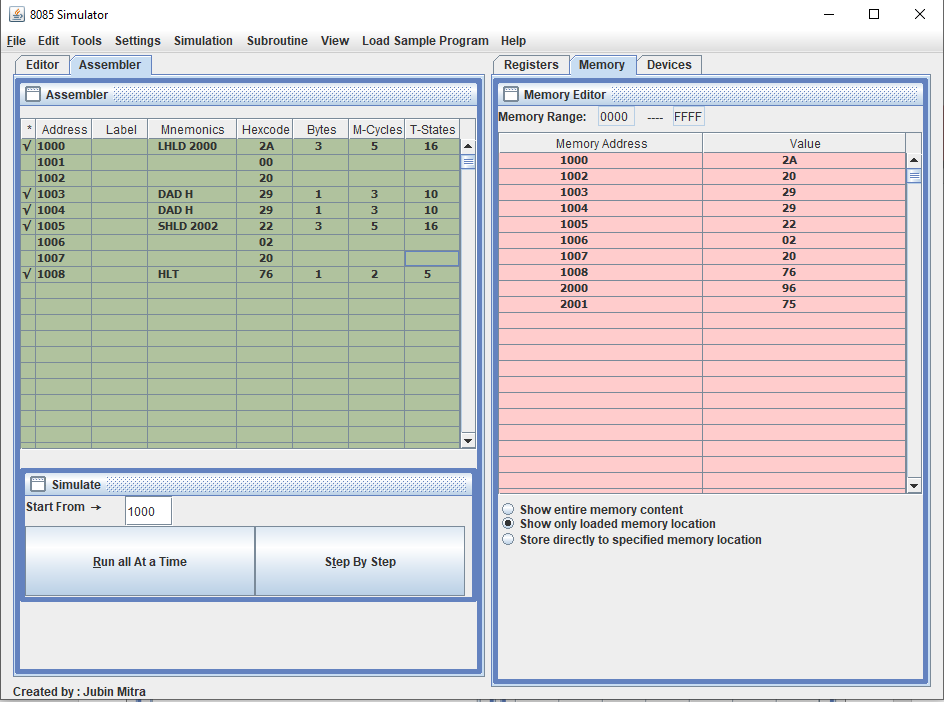 8085 Simulator
File Edit Tools Settings Simulation Subroutine View Load Sample Program Help
Editor Assembler
Assembler
* Address Label Mnemonics Hexcode Bytes M-Cycles T-States
√ 1000 LHLD 2000 2A 3 5 16
1001 00
1002 20
√ 1003 DAD H 29 1 3 10
√ 1004 DAD H 29 1 3 10
√ 1005 SHLD 2002 22 3 5 16
1006 02
1007 20
√ 1008 HLT 76 1 2 5
Simulate
Start From → 1000
Run all At a Time Step By Step
Registers Memory Devices
Memory Editor
Memory Range: 0000 ---- FFFF
Memory Address Value
1000 2A
1002 20
1003 29
1004 29
1005 22
1006 02
1007 20
1008 76
2000 96
2001 75
Show entire memory content
Show only loaded memory location
Store directly to specified memory location
Created by : Jubin Mitra